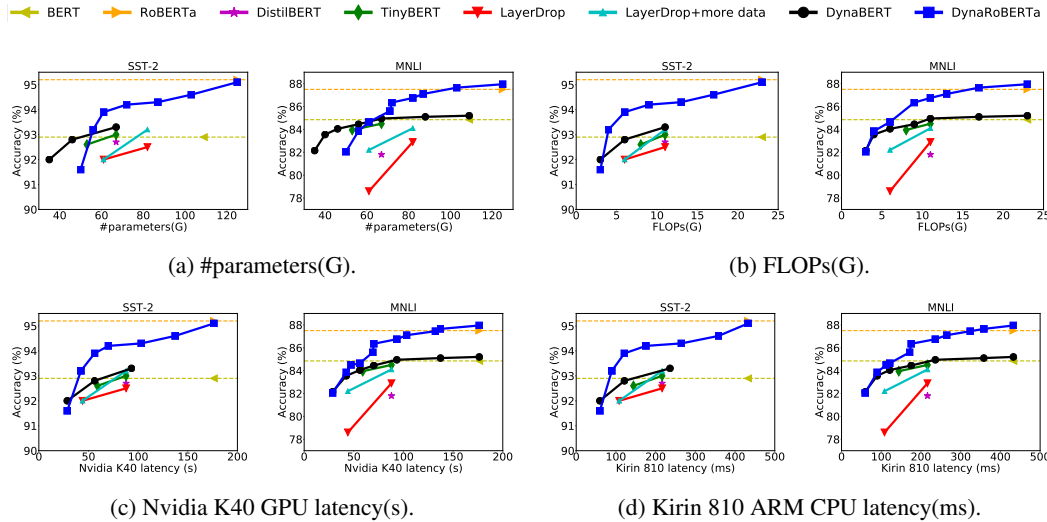 BERT RoBERTa DistilBERT TinyBERT LayerDrop LayerDrop+more data DynaBERT DynaRoBERTa
SST-2
95
94
93
92
91
90
Accuracy (%)
40 60 80 100 120
#parameters(G)
MNLI
88
86
84
82
80
78
Accuracy (%)
40 60 80 100 120
#parameters(G)
(a) #parameters(G).
SST-2
95
94
93
92
91
90
Accuracy (%)
0 5 10 15 20 25
FLOPs(G)
MNLI
88
86
84
82
80
78
Accuracy (%)
0 5 10 15 20 25
FLOPs(G)
(b) FLOPs(G).
SST-2
95
94
93
92
91
90
Accuracy (%)
0 50 100 150 200
Nvidia K40 latency (s)
MNLI
88
86
84
82
80
78
Accuracy (%)
0 50 100 150 200
Nvidia K40 latency (s)
(c) Nvidia K40 GPU latency(s).
SST-2
95
94
93
92
91
90
Accuracy (%)
0 100 200 300 400 500
Kirin 810 latency (ms)
MNLI
88
86
84
82
80
78
Accuracy (%)
0 100 200 300 400 500
Kirin 810 latency (ms)
(d) Kirin 810 ARM CPU latency(ms).